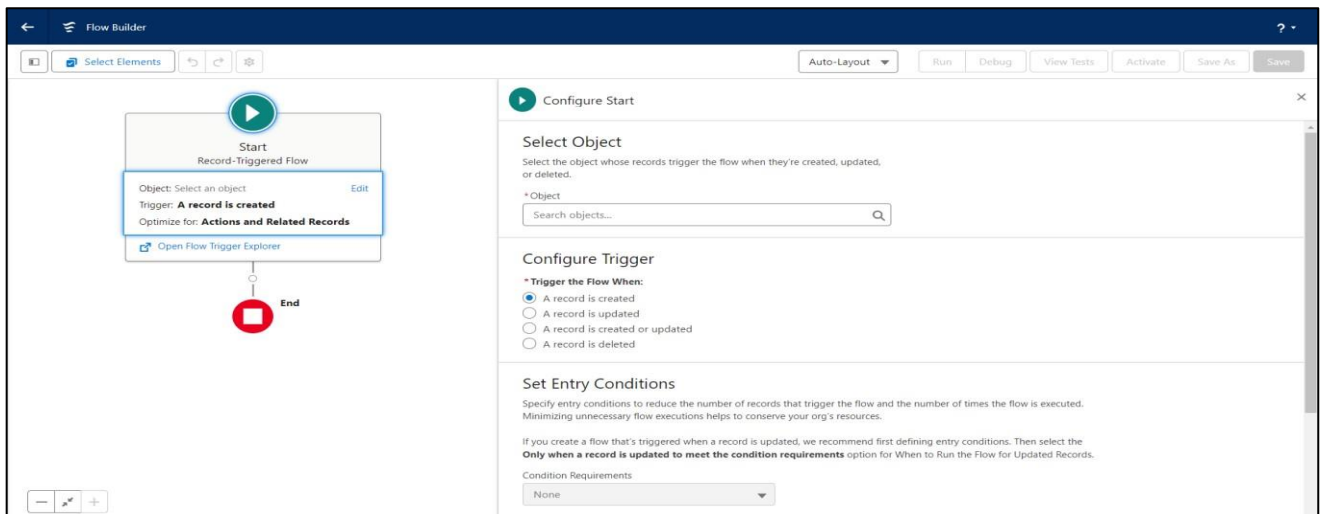 Flow Builder
?
Select Elements
Auto-Layout
Run
Debug
View Tests
Activate
Save As
Save
Start
Record-Triggered Flow
Object: Select an object
Edit
Trigger: A record is created
Optimize for: Actions and Related Records
Open Flow Trigger Explorer
End
Configure Start
Select Object
Select the object whose records trigger the flow when they're created, updated,
or deleted.
*Object
Search objects...
Configure Trigger
*Trigger the Flow When:
A record is created
A record is updated
A record is created or updated
A record is deleted
Set Entry Conditions
Specify entry conditions to reduce the number of records that trigger the flow and the number of times the flow is executed.
Minimizing unnecessary flow executions helps to conserve your org's resources.
If you create a flow that's triggered when a record is updated, we recommend first defining entry conditions. Then select the
Only when a record is updated to meet the condition requirements option for When to Run the Flow for Updated Records.
Condition Requirements
None